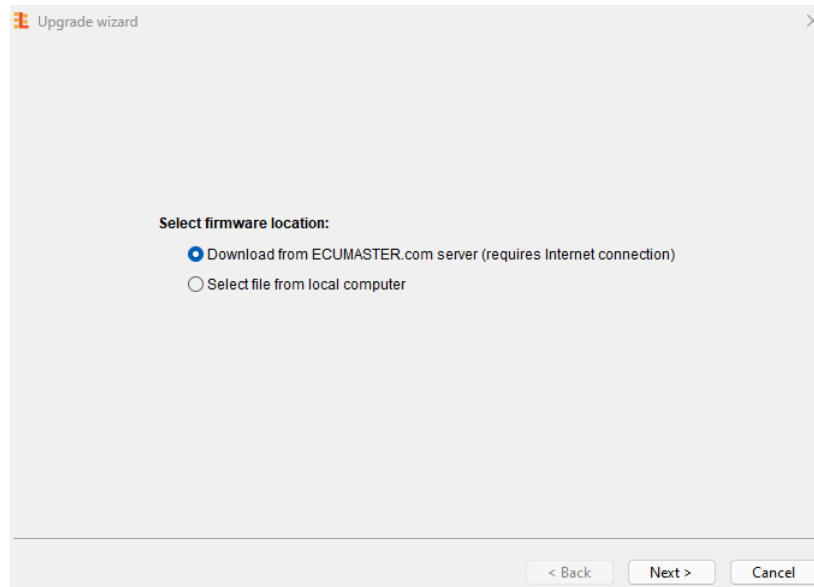 Upgrade wizard
Select firmware location:
Download from ECUMASTER.com server (requires Internet connection)
Select file from local computer
< Back Next > Cancel